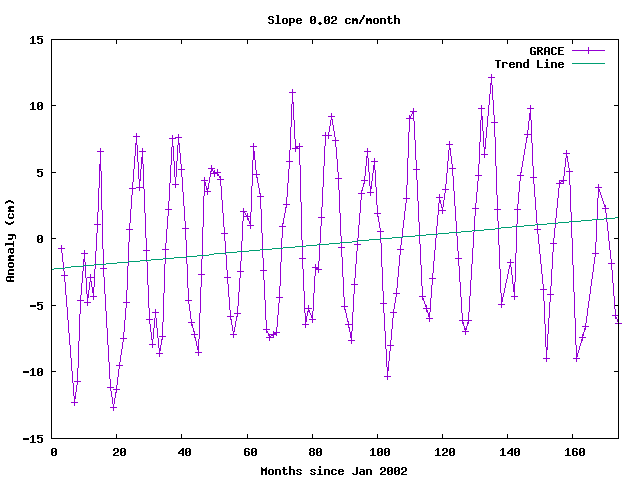 Slope 0.02 cm/month
GRACE
Trend Line
Anomaly (cm)
15
10
5
0
-5
-10
-15
0 20 40 60 80 100 120 140 160
Months since Jan 2002